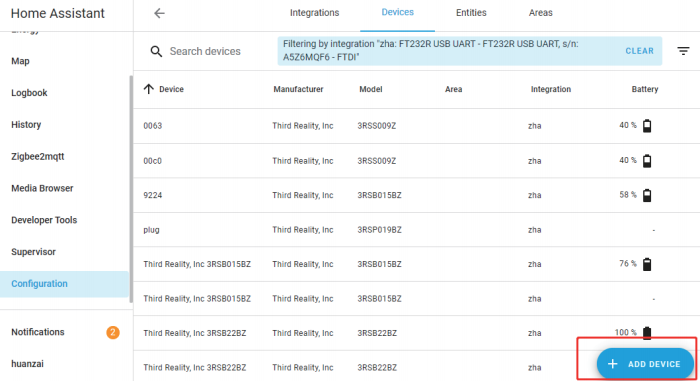 Home Assistant
Integrations Devices Entities Areas
Search devices
Filtering by integration "zha: FT232R USB UART - FT232R USB UART, s/n:
A5Z6MQF6 - FTDI"
CLEAR
Map
Logbook
History
Zigbee2mqtt
Media Browser
Developer Tools
Supervisor
Configuration
Notifications 2
huanzai
Device Manufacturer Model Area Integration Battery
0063 Third Reality, Inc 3RSS009Z zha 40 %
00c0 Third Reality, Inc 3RSS009Z zha 40 %
9224 Third Reality, Inc 3RSB015BZ zha 58 %
plug Third Reality, Inc 3RSP019BZ zha -
Third Reality, Inc 3RSB015BZ Third Reality, Inc 3RSB015BZ zha 76 %
Third Reality, Inc 3RSB015BZ Third Reality, Inc 3RSB015BZ zha -
Third Reality, Inc 3RSB22BZ Third Reality, Inc 3RSB22BZ zha 100 %
Third Reality, Inc 3RSB22BZ Third Reality, Inc 3RSB22BZ zha
+ ADD DEVICE